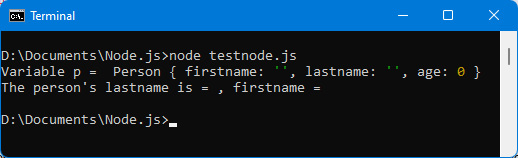 Terminal
D:\Documents\Node.js>node testnode.js
Variable p =  Person { firstname: '', lastname: '', age: 0 }
The person's lastname is = , firstname =
D:\Documents\Node.js>